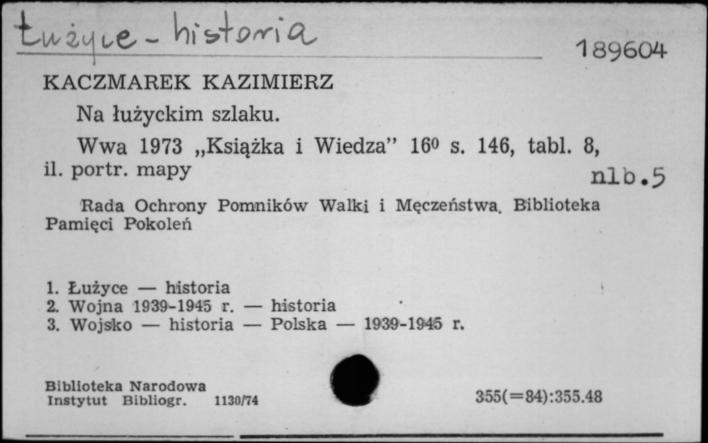 Łużyce - historia
189604
KACZMAREK KAZIMIERZ
Na łużyckim szlaku.
Wwa 1973 „Książka i Wiedza” 16⁰ s. 146, tabl. 8,
il. portr. mapy
nlb.5
Rada Ochrony Pomników Walki i Męczeństwa. Biblioteka
Pamięci Pokoleń
1. Łużyce — historia
2. Wojna 1939-1945 r. — historia
3. Wojsko — historia — Polska — 1939-1945 r.
Biblioteka Narodowa
Instytut Bibliogr. 1130/74
355(=84):355.48